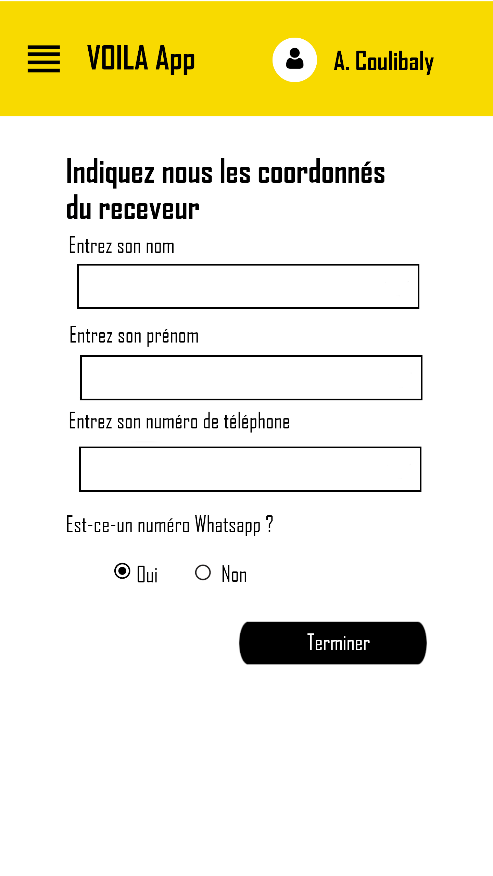 VOILA App
A. Coulibaly
Indiquez nous les coordonnés
du receveur
Entrez son nom
Entrez son prénom
Entrez son numéro de téléphone
Est-ce-un numéro Whatsapp ?
Oui Non
Terminer